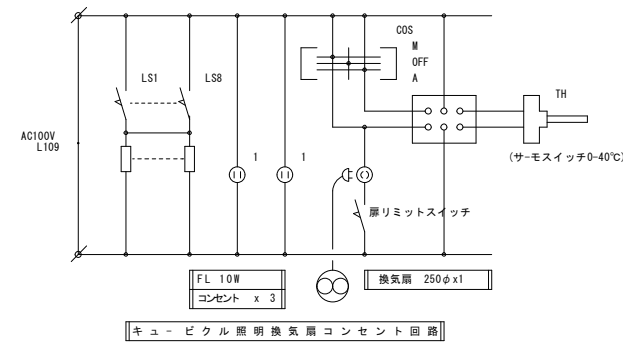 COS
M
OFF
A
LS1
LS8
TH
AC100V
L109
1
1
(サ-モスイッチ0-40℃)
扉リミットスイッチ
FL 10W
コンセント x 3
換気扇 250φx1
キュ-ビクル照明換気扇コンセント回路